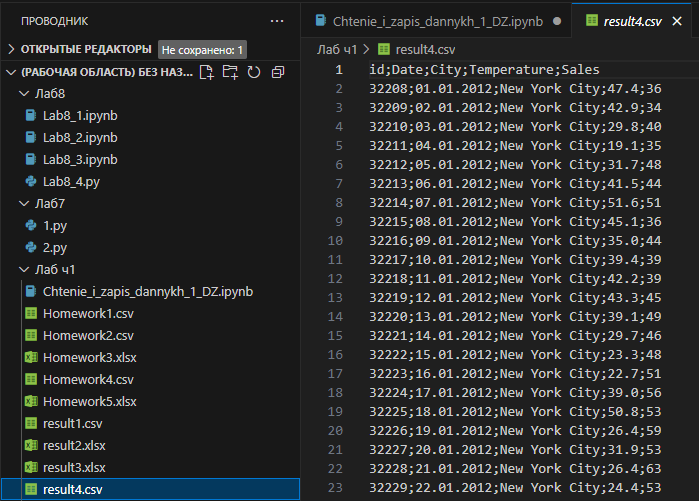 ПРОВОДНИК
ОТКРЫТЫЕ РЕДАКТОРЫ Не сохранено: 1
(РАБОЧАЯ ОБЛАСТЬ) БЕЗ НАЗ...
Лаб8
Lab8_1.ipynb
Lab8_2.ipynb
Lab8_3.ipynb
Lab8_4.py
Лаб7
1.py
2.py
Лаб ч1
Chtenie_i_zapis_dannykh_1_DZ.ipynb
Homework1.csv
Homework2.csv
Homework3.xlsx
Homework4.csv
Homework5.xlsx
result1.csv
result2.xlsx
result3.xlsx
result4.csv
Chtenie_i_zapis_dannykh_1_DZ.ipynb
result4.csv
Лаб ч1 > result4.csv
1 id;Date;City;Temperature;Sales
2 32208;01.01.2012;New York City;47.4;36
3 32209;02.01.2012;New York City;42.9;34
4 32210;03.01.2012;New York City;29.8;40
5 32211;04.01.2012;New York City;19.1;35
6 32212;05.01.2012;New York City;31.7;48
7 32213;06.01.2012;New York City;41.5;44
8 32214;07.01.2012;New York City;51.6;51
9 32215;08.01.2012;New York City;45.1;36
10 32216;09.01.2012;New York City;35.0;44
11 32217;10.01.2012;New York City;39.4;39
12 32218;11.01.2012;New York City;42.2;39
13 32219;12.01.2012;New York City;43.3;45
14 32220;13.01.2012;New York City;39.1;49
15 32221;14.01.2012;New York City;29.7;46
16 32222;15.01.2012;New York City;23.3;48
17 32223;16.01.2012;New York City;22.7;51
18 32224;17.01.2012;New York City;39.0;56
19 32225;18.01.2012;New York City;50.8;53
20 32226;19.01.2012;New York City;26.4;59
21 32227;20.01.2012;New York City;31.9;53
22 32228;21.01.2012;New York City;26.4;63
23 32229;22.01.2012;New York City;24.4;53